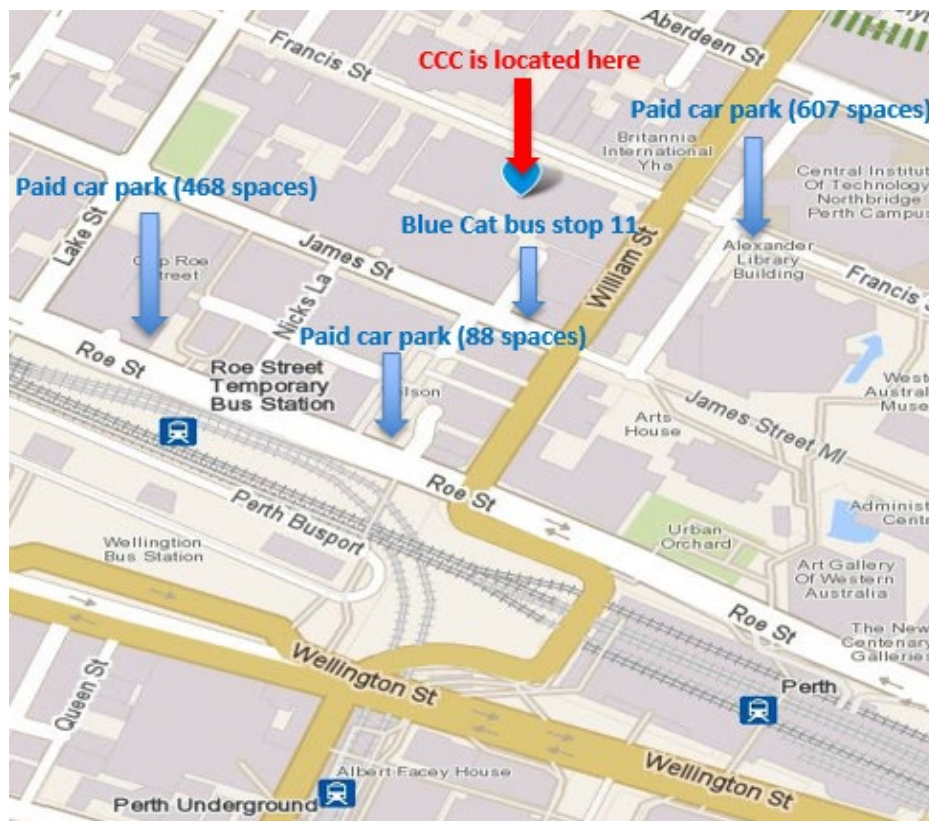 Aberdeen St
Francis St
CCC is located here
Paid car park (607 spaces)
Britannia
International
Yha
Central Institut
Of Technology
Northbridge
Perth Campus
Paid car park (468 spaces)
Blue Cat bus stop 11
Lake St
James St
William St
Alexander
Library
Building
Francis S
Street
Nicks La
Paid car park (88 spaces)
Roe St
Roe Street
Temporary
Bus Station
West
Austral
Muse
James Street Ml
Arts
House
Roe St
Perth Busport
Wellington
Bus Station
Urban
Orchard
Administ
Centr
Art Gallery
Of Western
Australia
Roe St
The New
Centenary
Galleries
Wellington St
Queen St
Perth
Albert Facey House
Wellington St
Perth Underground